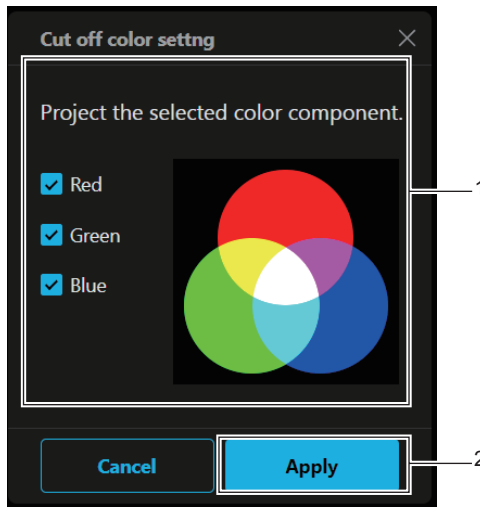 Cut off color settng
Project the selected color component.
Red
1
Green
Blue
Cancel
Apply
2